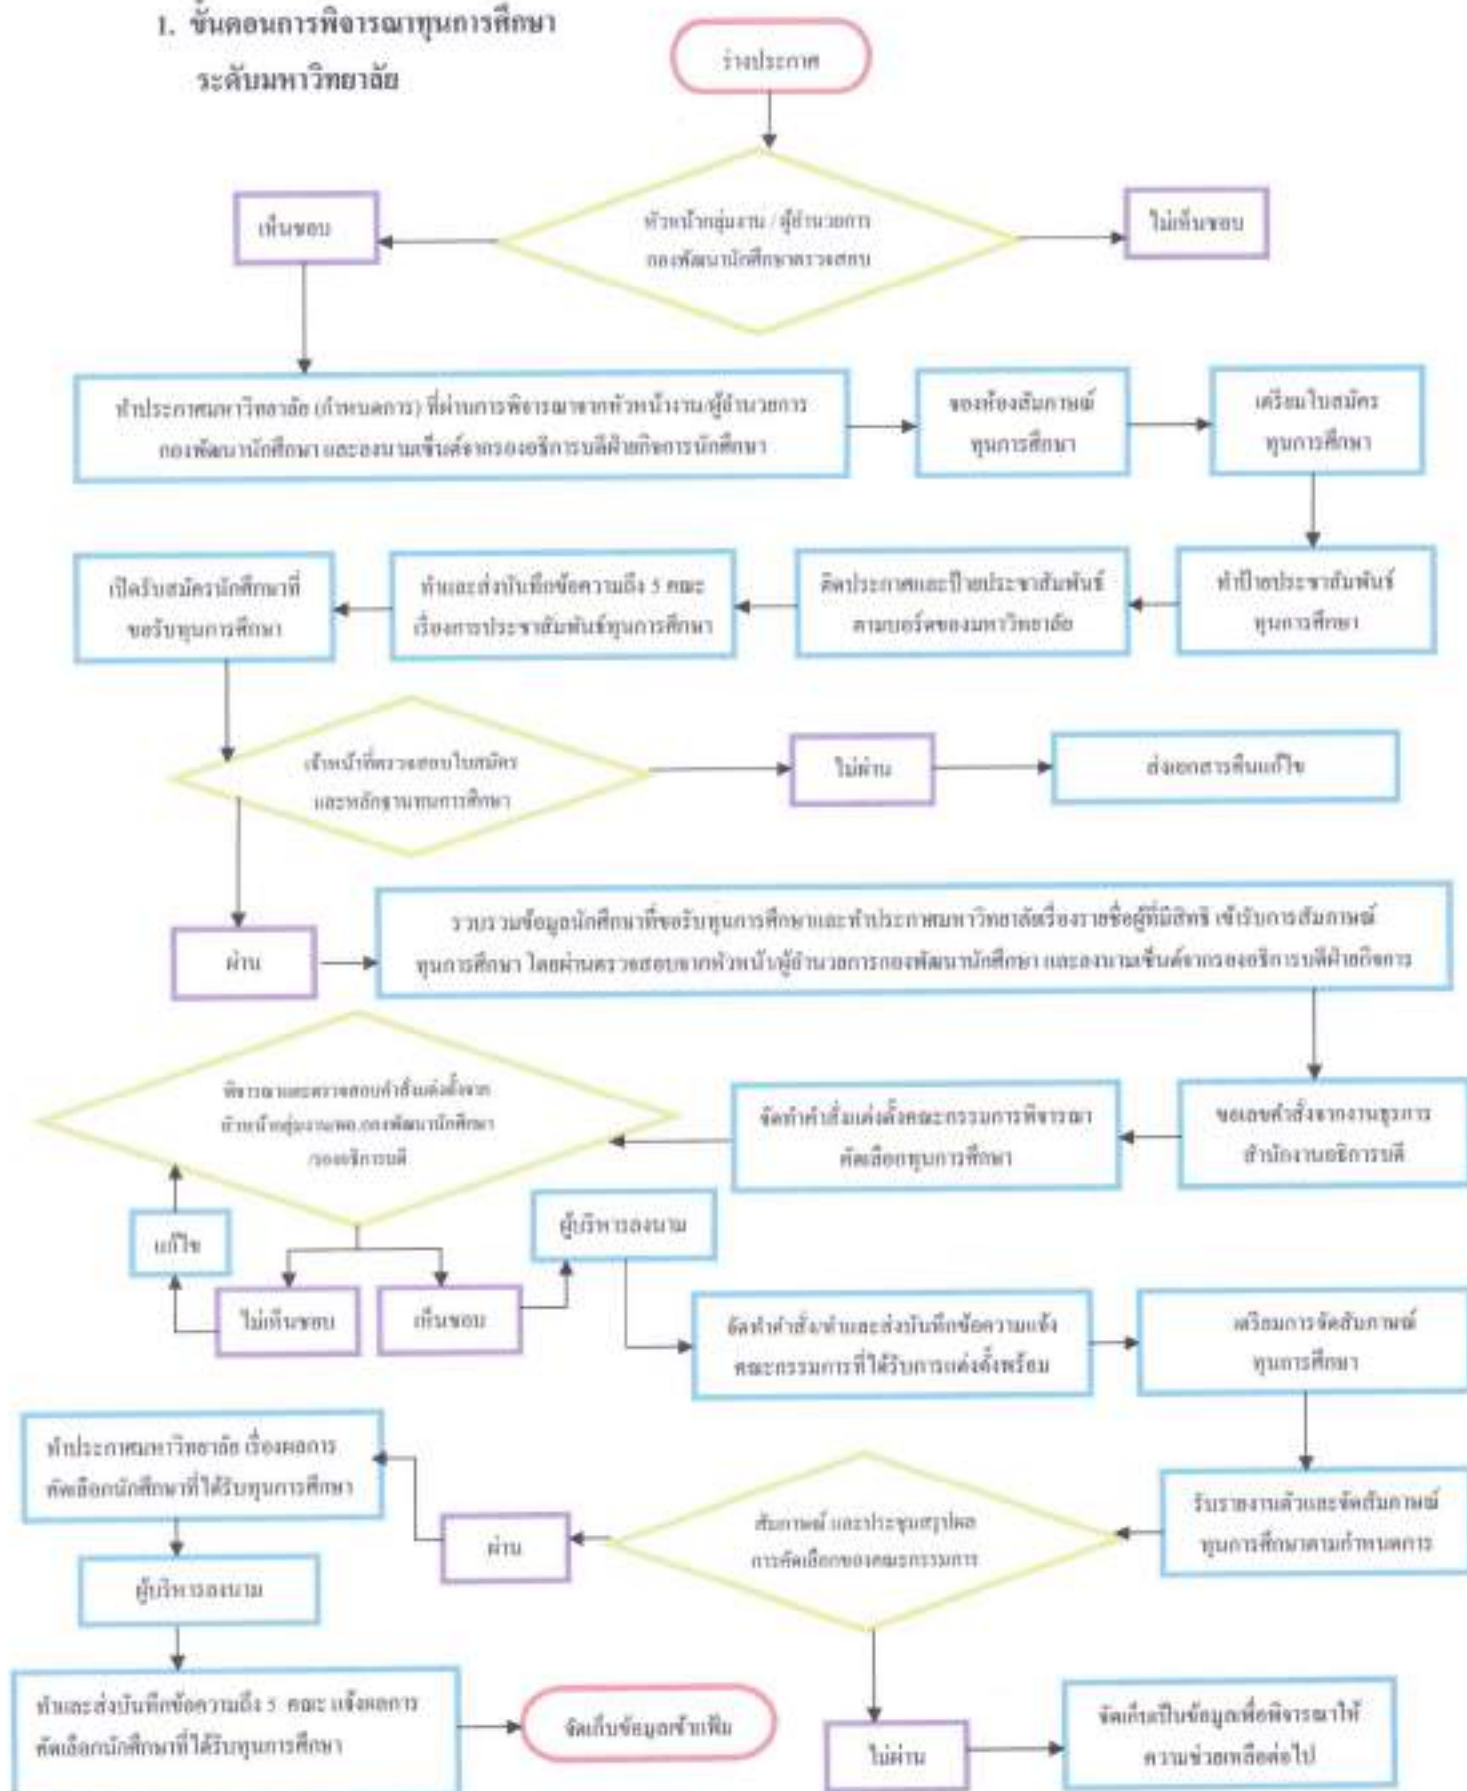 1. ขั้นตอนการพิจารณาทุนการศึกษา
ระดับมหาวิทยาลัย
ร่างประกาศ
หัวหน้ากลุ่มงาน / ผู้อำนวยการ
กองพัฒนานักศึกษาตรวจสอบ
เห็นชอบ
ไม่เห็นชอบ
ทำประกาศมหาวิทยาลัย (กำหนดการ) ที่ผ่านการพิจารณาจากหัวหน้างาน/ผู้อำนวยการ
กองพัฒนานักศึกษา และลงนามเซ็นต์จากรองอธิการบดีฝ่ายกิจการนักศึกษา
จองห้องสัมภาษณ์
ทุนการศึกษา
เตรียมใบสมัคร
ทุนการศึกษา
ทำป้ายประชาสัมพันธ์
ทุนการศึกษา
ติดประกาศและป้ายประชาสัมพันธ์
ตามบอร์ดของมหาวิทยาลัย
ทำและส่งบันทึกข้อความถึง 5 คณะ
เรื่องการประชาสัมพันธ์ทุนการศึกษา
เปิดรับสมัครนักศึกษาที่
ขอรับทุนการศึกษา
เจ้าหน้าที่ตรวจสอบใบสมัคร
และหลักฐานทุนการศึกษา
ไม่ผ่าน
ส่งเอกสารคืนแก้ไข
ผ่าน
รวบรวมข้อมูลนักศึกษาที่ขอรับทุนการศึกษาและทำประกาศมหาวิทยาลัยเรื่องรายชื่อผู้ที่มีสิทธิ เข้ารับการสัมภาษณ์
ทุนการศึกษา โดยผ่านตรวจสอบจากหัวหน้า/ผู้อำนวยการกองพัฒนานักศึกษา และลงนามเซ็นต์จากรองอธิการบดีฝ่ายกิจการ
ขอเลขคำสั่งจากงานธุรการ
สำนักงานอธิการบดี
จัดทำคำสั่งแต่งตั้งคณะกรรมการพิจารณา
คัดเลือกทุนการศึกษา
พิจารณาและตรวจสอบคำสั่งแต่งตั้งจาก
หัวหน้ากลุ่มงาน/ผอ.กองพัฒนานักศึกษา
/รองอธิการบดี
แก้ไข
ไม่เห็นชอบ
เห็นชอบ
ผู้บริหารลงนาม
จัดทำคำสั่ง/ทำและส่งบันทึกข้อความแจ้ง
คณะกรรมการที่ได้รับการแต่งตั้งพร้อม
เตรียมการจัดสัมภาษณ์
ทุนการศึกษา
รับรายงานตัวและจัดสัมภาษณ์
ทุนการศึกษาตามกำหนดการ
สัมภาษณ์ และประชุมสรุปผล
การคัดเลือกของคณะกรรมการ
ผ่าน
ทำประกาศมหาวิทยาลัย เรื่องผลการ
คัดเลือกนักศึกษาที่ได้รับทุนการศึกษา
ผู้บริหารลงนาม
ทำและส่งบันทึกข้อความถึง 5 คณะ แจ้งผลการ
คัดเลือกนักศึกษาที่ได้รับทุนการศึกษา
จัดเก็บข้อมูลเข้าแฟ้ม
ไม่ผ่าน
จัดเก็บเป็นข้อมูลเพื่อพิจารณาให้
ความช่วยเหลือต่อไป